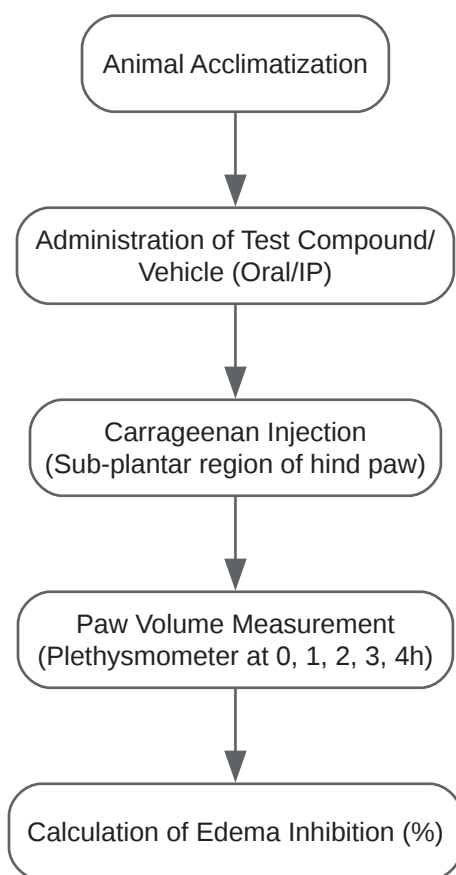 Animal Acclimatization
Administration of Test Compound/
Vehicle (Oral/IP)
Carrageenan Injection
(Sub-plantar region of hind paw)
Paw Volume Measurement
(Plethysmometer at 0, 1, 2, 3, 4h)
Calculation of Edema Inhibition (%)